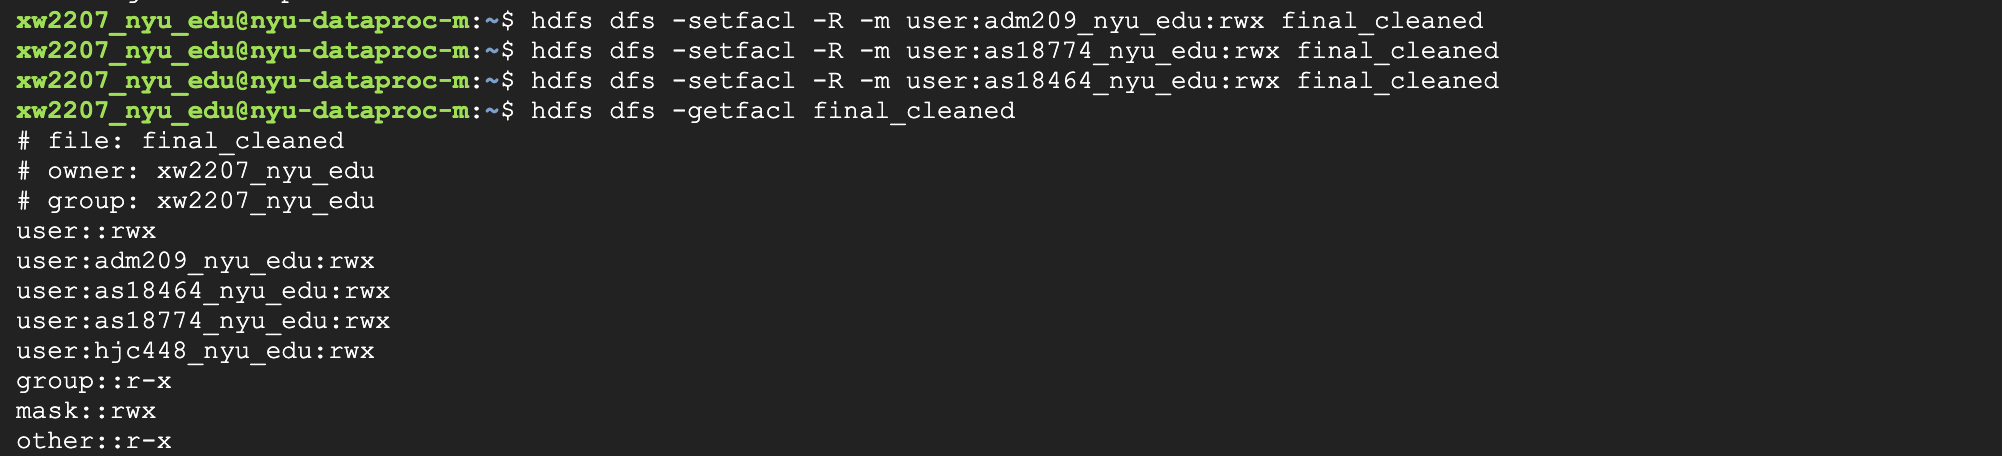 xw2207_nyu_edu@nyu-dataproc-m:~$ hdfs dfs -setfacl -R -m user:adm209_nyu_edu:rwx final_cleaned
xw2207_nyu_edu@nyu-dataproc-m:~$ hdfs dfs -setfacl -R -m user:as18774_nyu_edu:rwx final_cleaned
xw2207_nyu_edu@nyu-dataproc-m:~$ hdfs dfs -setfacl -R -m user:as18464_nyu_edu:rwx final_cleaned
xw2207_nyu_edu@nyu-dataproc-m:~$ hdfs dfs -getfacl final_cleaned
# file: final_cleaned
# owner: xw2207_nyu_edu
# group: xw2207_nyu_edu
user::rwx
user:adm209_nyu_edu:rwx
user:as18464_nyu_edu:rwx
user:as18774_nyu_edu:rwx
user:hjc448_nyu_edu:rwx
group::r-x
mask::rwx
other::r-x